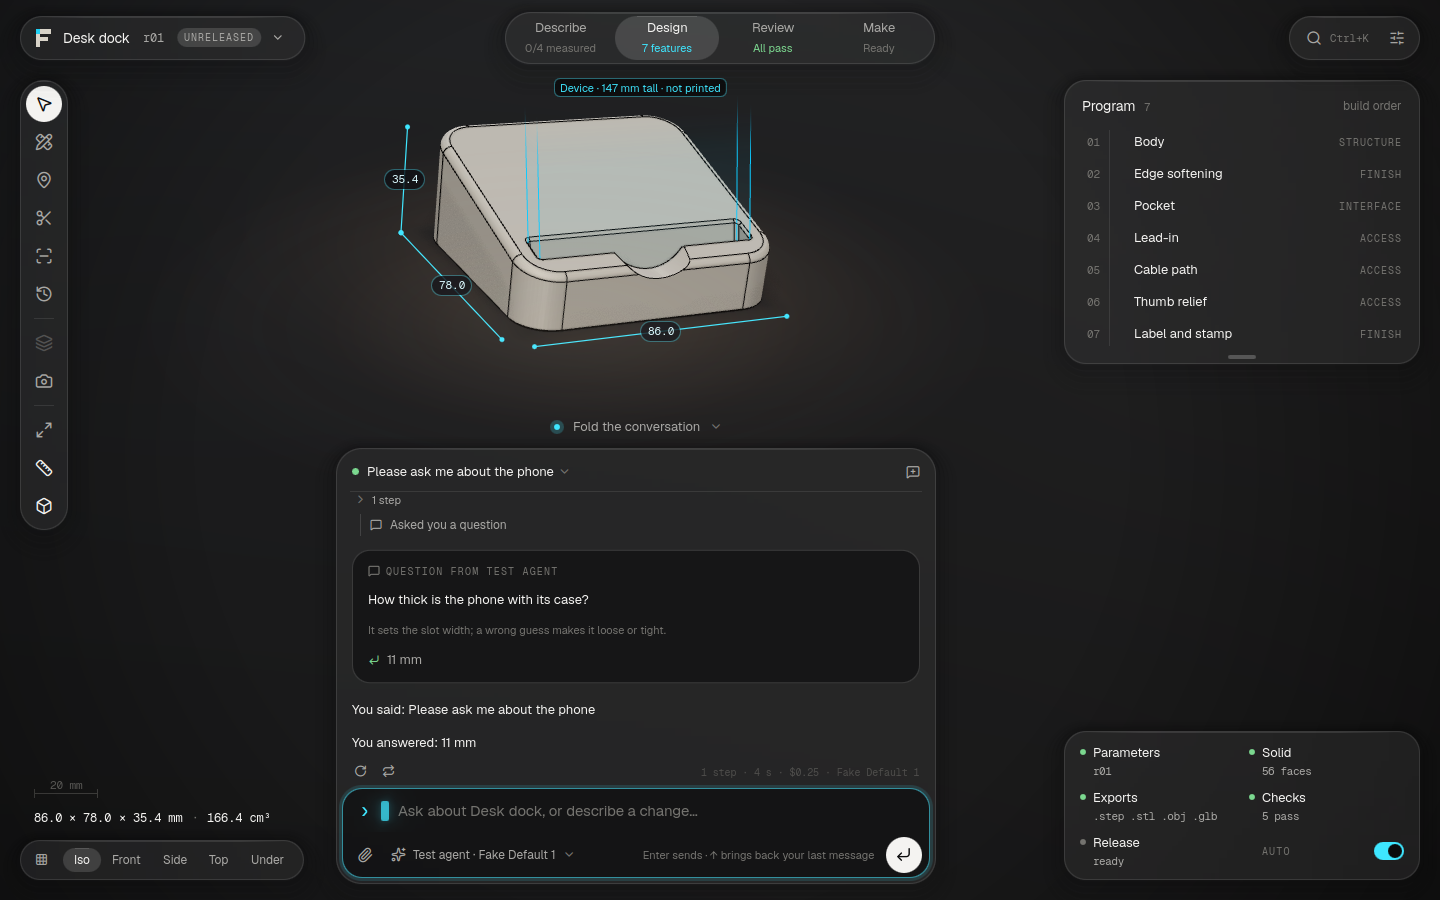 Desk dock r01 UNRELEASED
Describe
0/4 measured
Design
7 features
Review
All pass
Make
Ready
Ctrl+K
Device · 147 mm tall · not printed
35.4
78.0
86.0
Program 7 build order
01 Body STRUCTURE
02 Edge softening FINISH
03 Pocket INTERFACE
04 Lead-in ACCESS
05 Cable path ACCESS
06 Thumb relief ACCESS
07 Label and stamp FINISH
Fold the conversation
Please ask me about the phone
1 step
Asked you a question
QUESTION FROM TEST AGENT
How thick is the phone with its case?
It sets the slot width; a wrong guess makes it loose or tight.
11 mm
You said: Please ask me about the phone
You answered: 11 mm
1 step · 4 s · $0.25 · Fake Default 1
Ask about Desk dock, or describe a change…
Test agent · Fake Default 1
Enter sends · ↑ brings back your last message
20 mm
86.0 × 78.0 × 35.4 mm · 166.4 cm³
Iso Front Side Top Under
Parameters
r01
Solid
56 faces
Exports
.step .stl .obj .glb
Checks
5 pass
Release
ready
AUTO